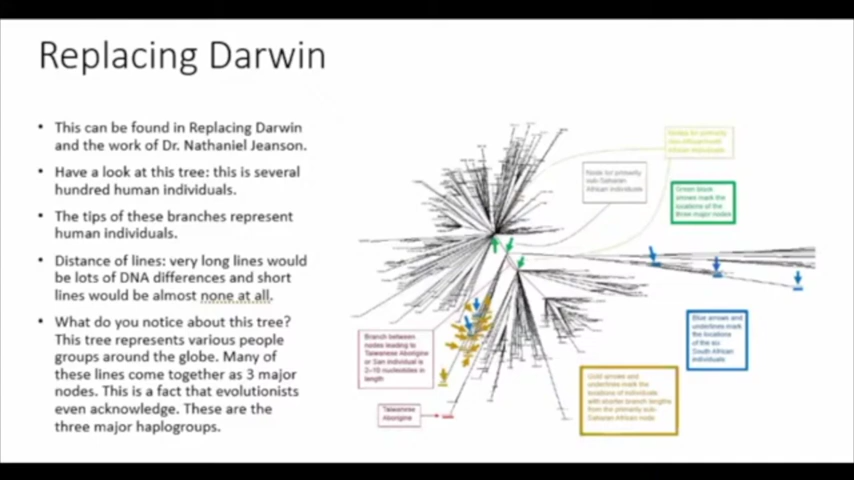 Replacing Darwin
• This can be found in Replacing Darwin
and the work of Dr. Nathaniel Jeanson.
• Have a look at this tree: this is several
hundred human individuals.
• The tips of these branches represent
human individuals.
• Distance of lines: very long lines would
be lots of DNA differences and short
lines would be almost none at all.
• What do you notice about this tree?
This tree represents various people
groups around the globe. Many of
these lines come together as 3 major
nodes. This is a fact that evolutionists
even acknowledge. These are the
three major haplogroups.
Nodes for primarily
non-African/most
African individuals
Node for primarily
sub-Saharan
African individuals
Green block
arrows mark the
locations of the
three major nodes
Blue arrows and
underlines mark
the locations
of the six
South African
individuals
Branch between
nodes leading to
Taiwanese Aborigine
or San individual is
nucleotides in
length
Taiwanese
Aborigine
Gold arrows and
underlines mark the
locations of individuals
with shorter branch lengths
from the primarily sub-
Saharan African node